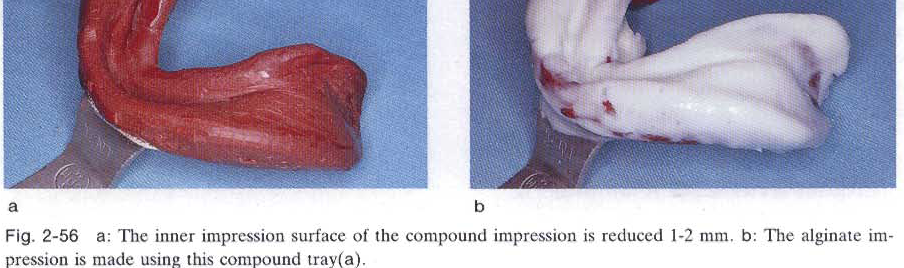 a
b
Fig. 2-56 a: The inner impression surface of the compound impression is reduced 1-2 mm. b: The alginate im-
pression is made using this compound tray(a).